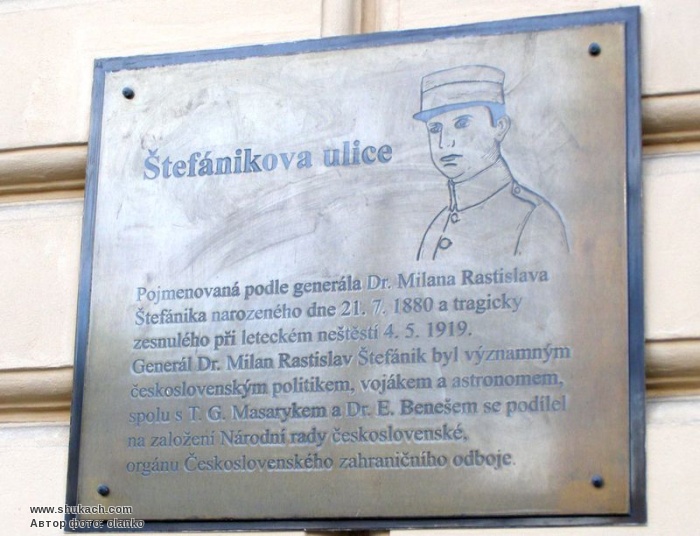 Štefánikova ulice
Pojmenovaná podle generála Dr. Milana Rastislava
Štefánika narozeného dne 21. 7. 1880 a tragicky
zesnulého při leteckém neštěstí 4. 5. 1919.
Generál Dr. Milan Rastislav Štefánik byl významným
československým politikem, vojákem a astronomem,
spolu s T. G. Masarykem a Dr. E. Benešem se podílel
na založení Národní rady československé,
orgánu Československého zahraničního odboje.
www.shukach.com
Автор фото: olanko